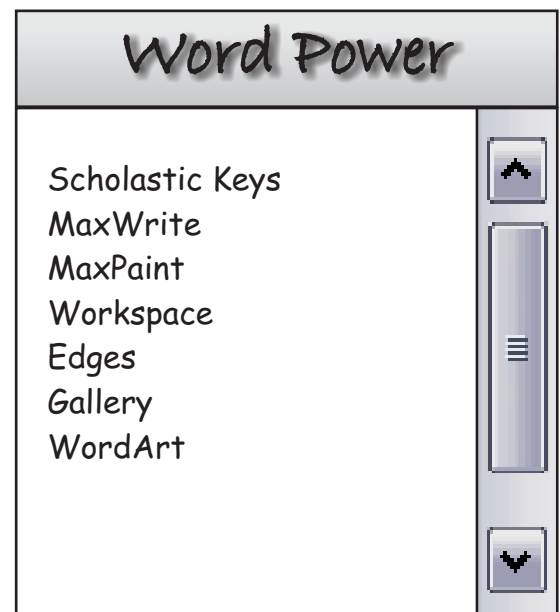 Word Power
Scholastic Keys
MaxWrite
MaxPaint
Workspace
Edges
Gallery
WordArt